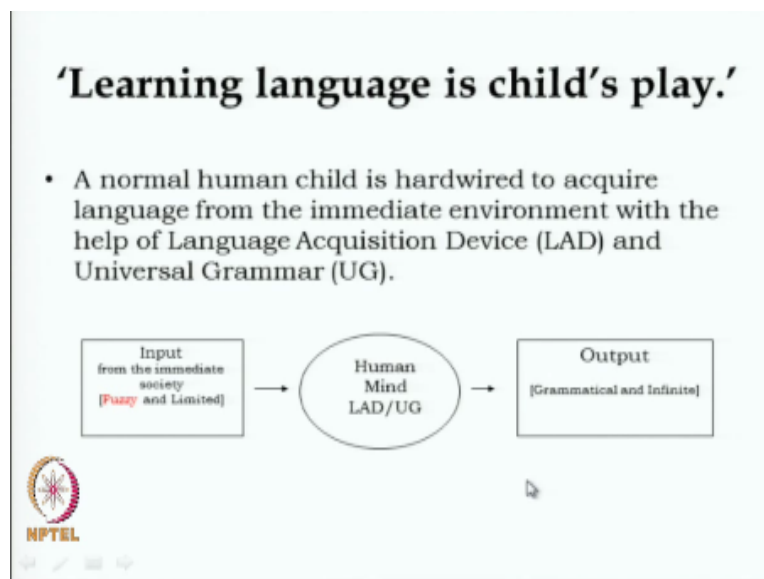 ‘Learning language is child’s play.’
• A normal human child is hardwired to acquire
language from the immediate environment with the
help of Language Acquisition Device (LAD) and
Universal Grammar (UG).
Input
from the immediate
society
[Fuzzy and Limited]
Human
Mind
LAD/UG
Output
[Grammatical and Infinite]
NPTEL